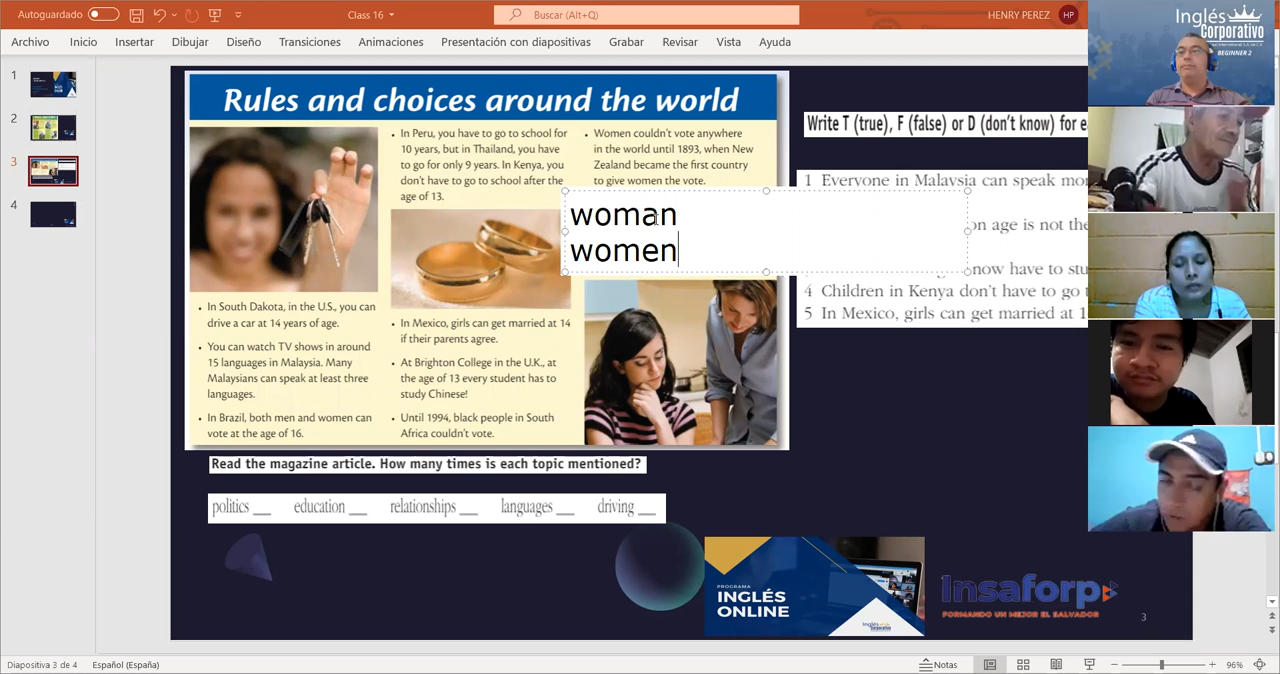 Autoguardado
Class 16
Buscar (Alt+Q)
HENRY PEREZ
HP
Archivo
Inicio
Insertar
Dibujar
Diseño
Transiciones
Animaciones
Presentación con diapositivas
Grabar
Revisar
Vista
Ayuda
Inglés
Corporativo
BEGINNER 2
1
2
3
4
Rules and choices around the world
• In South Dakota, in the U.S., you can
drive a car at 14 years of age.
• You can watch TV shows in around
15 languages in Malaysia. Many
Malaysians can speak at least three
languages.
• In Brazil, both men and women can
vote at the age of 16.
• In Peru, you have to go to school for
10 years, but in Thailand, you have
to go for only 9 years. In Kenya, you
don't have to go to school after the
age of 13.
• In Mexico, girls can get married at 14
if their parents agree.
• At Brighton College in the U.K., at
the age of 13 every student has to
study Chinese!
• Until 1994, black people in South
Africa couldn't vote.
• Women couldn't vote anywhere
in the world until 1893, when New
Zealand became the first country
to give women the vote.
woman
women
Write T (true), F (false) or D (don't know) for e
1 Everyone in Malaysia can speak mor
on age is not the
now have to stu
4 Children in Kenya don't have to go t
5 In Mexico, girls can get married at 1
Read the magazine article. How many times is each topic mentioned?
politics __ education __ relationships __ languages __ driving __
PROGRAMA
INGLÉS
ONLINE
Inglés
Corporativo
Insaforp
FORMANDO UN MEJOR EL SALVADOR
3
Diapositiva 3 de 4
Español (España)
Notas
96%